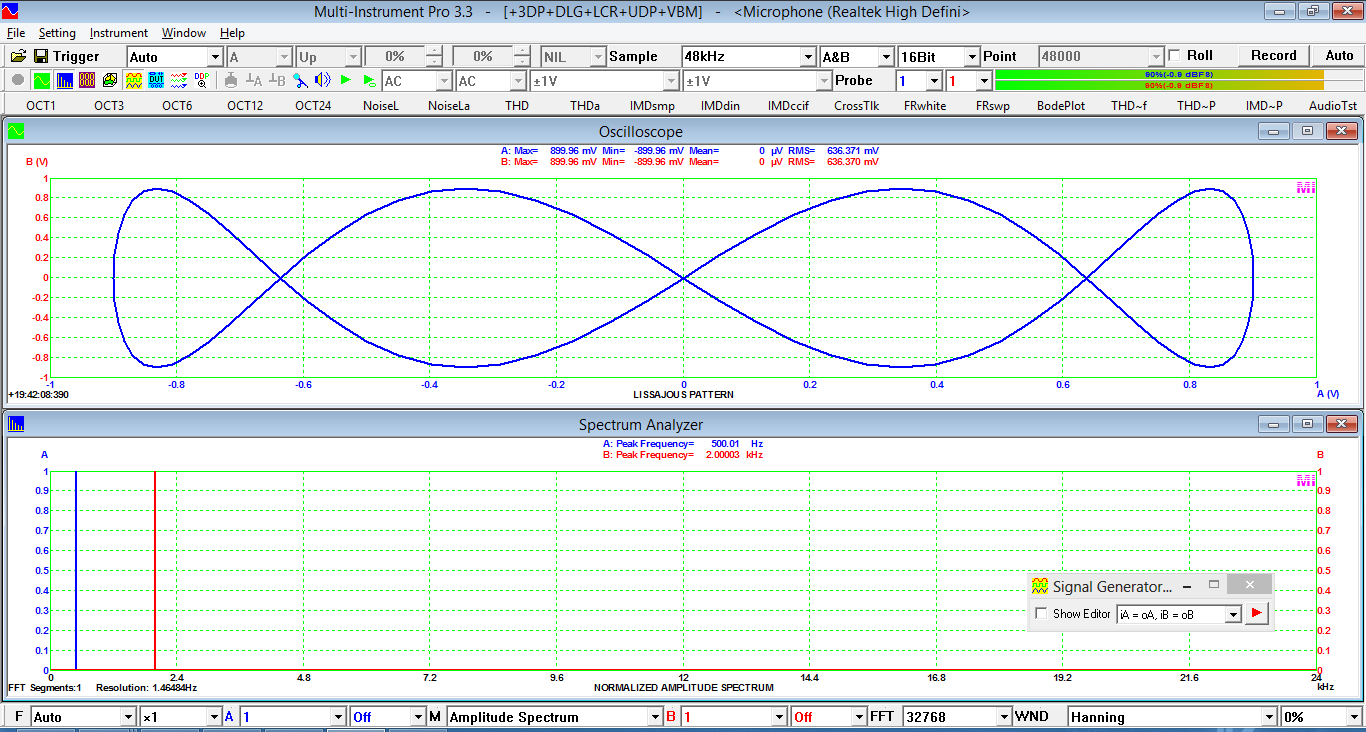 Multi-Instrument Pro 3.3 - [+3DP+DLG+LCR+UDP+VBM] - <Microphone (Realtek High Defini>
File Setting Instrument Window Help
Trigger Auto A Up 0% 0% NIL Sample 48kHz A&B 16Bit Point 48000 Roll Record Auto
DUT DDP A B AC AC ±1V ±1V Probe 1 1 90%(-0.9 dBFS)
90%(-0.9 dBFS)
OCT1 OCT3 OCT6 OCT12 OCT24 NoiseL NoiseLa THD THDa IMDsmp IMDdin IMDccif CrossTlk FRwhite FRswp BodePlot THD~f THD~P IMD~P AudioTst
Oscilloscope
A: Max= 899.96 mV Min= -899.96 mV Mean= 0 µV RMS= 636.371 mV
B: Max= 899.96 mV Min= -899.96 mV Mean= 0 µV RMS= 636.370 mV
B (V)
1
0.8
0.6
0.4
0.2
0
-0.2
-0.4
-0.6
-0.8
-1
MI
-1 -0.8 -0.6 -0.4 -0.2 0 0.2 0.4 0.6 0.8 1
+19:42:08:390 LISSAJOUS PATTERN A (V)
Spectrum Analyzer
A: Peak Frequency= 500.01 Hz
B: Peak Frequency= 2.00003 kHz
A B
1 1
MI
0.9 0.9
0.8 0.8
0.7 0.7
0.6 0.6
0.5 0.5
0.4 0.4
0.3 0.3
0.2 0.2
0.1 0.1
0 0
Signal Generator...
Show Editor iA = oA, iB = oB
0 2.4 4.8 7.2 9.6 12 14.4 16.8 19.2 21.6 24
FFT Segments:1 Resolution: 1.46484Hz NORMALIZED AMPLITUDE SPECTRUM kHz
F Auto ×1 A 1 Off M Amplitude Spectrum B 1 Off FFT 32768 WND Hanning 0%